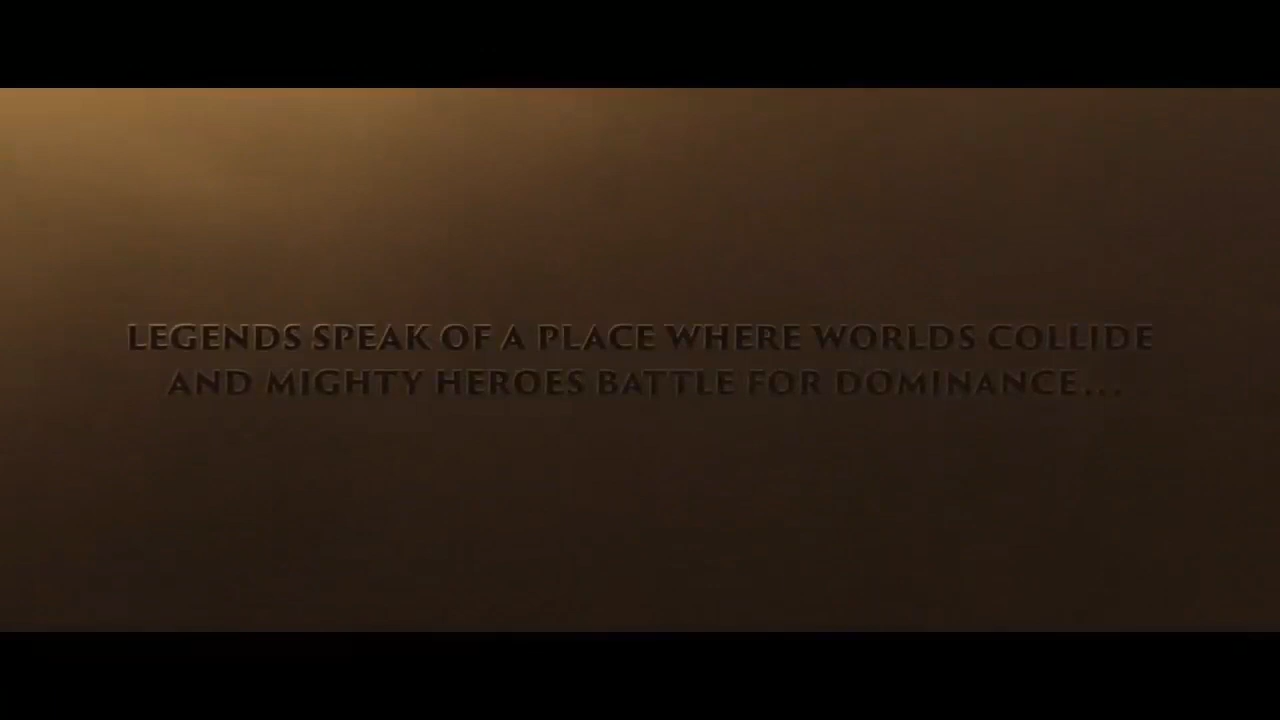 LEGENDS SPEAK OF A PLACE WHERE WORLDS COLLIDE
AND MIGHTY HEROES BATTLE FOR DOMINANCE...